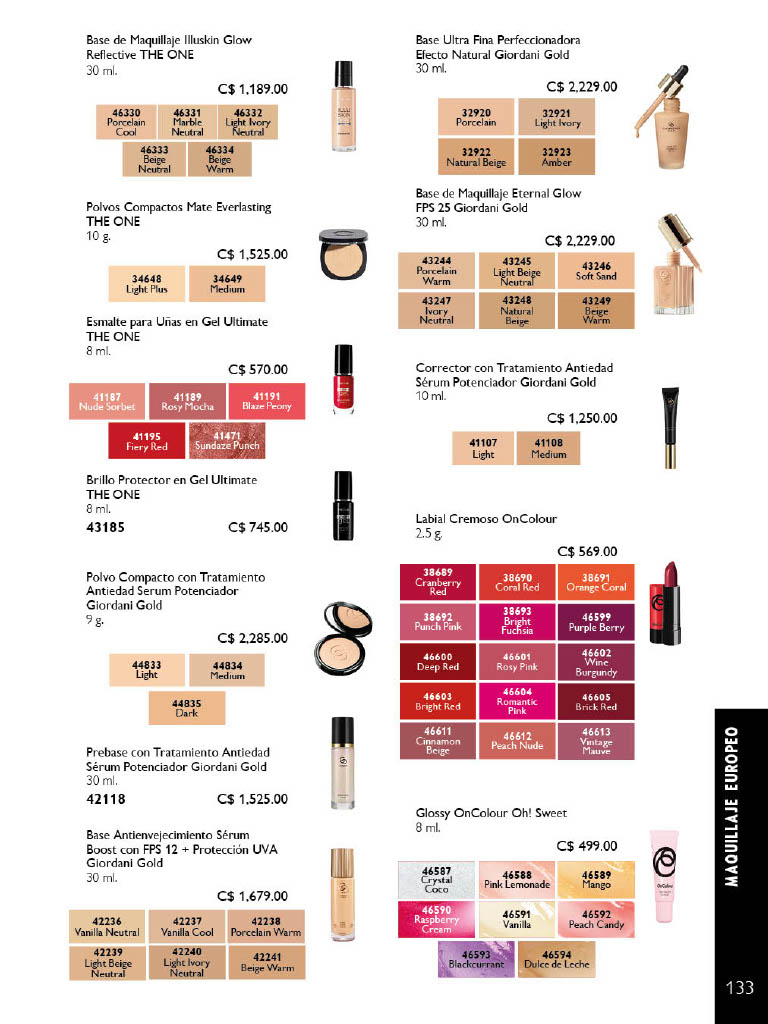 Base de Maquillaje Illuskin Glow
Reflective THE ONE
30 ml.
C$ 1,189.00
46330
Porcelain
Cool
46331
Marble
Neutral
46332
Light Ivory
Neutral
46333
Beige
Neutral
46334
Beige
Warm
Polvos Compactos Mate Everlasting
THE ONE
10 g.
C$ 1,525.00
34648
Light Plus
34649
Medium
Esmalte para Uñas en Gel Ultimate
THE ONE
8 ml.
C$ 570.00
41187
Nude Sorbet
41189
Rosy Mocha
41191
Blaze Peony
41195
Fiery Red
41471
Sundaze Punch
Brillo Protector en Gel Ultimate
THE ONE
8 ml.
43185 C$ 745.00
Polvo Compacto con Tratamiento
Antiedad Serum Potenciador
Giordani Gold
9 g.
C$ 2,285.00
44833
Light
44834
Medium
44835
Dark
Prebase con Tratamiento Antiedad
Sérum Potenciador Giordani Gold
30 ml.
42118 C$ 1,525.00
Base Antienvejecimiento Sérum
Boost con FPS 12 + Protección UVA
Giordani Gold
30 ml.
C$ 1,679.00
42236
Vanilla Neutral
42237
Vanilla Cool
42238
Porcelain Warm
42239
Light Beige
Neutral
42240
Light Ivory
Neutral
42241
Beige Warm
Base Ultra Fina Perfeccionadora
Efecto Natural Giordani Gold
30 ml.
C$ 2,229.00
32920
Porcelain
32921
Light Ivory
32922
Natural Beige
32923
Amber
Base de Maquillaje Eternal Glow
FPS 25 Giordani Gold
30 ml.
C$ 2,229.00
43244
Porcelain
Warm
43245
Light Beige
Neutral
43246
Soft Sand
43247
Ivory
Neutral
43248
Natural
Beige
43249
Beige
Warm
Corrector con Tratamiento Antiedad
Sérum Potenciador Giordani Gold
10 ml.
C$ 1,250.00
41107
Light
41108
Medium
Labial Cremoso OnColour
2.5 g.
C$ 569.00
38689
Cranberry
Red
38690
Coral Red
38691
Orange Coral
38692
Punch Pink
38693
Bright
Fuchsia
46599
Purple Berry
46600
Deep Red
46601
Rosy Pink
46602
Wine
Burgundy
46603
Bright Red
46604
Romantic
Pink
46605
Brick Red
46611
Cinnamon
Beige
46612
Peach Nude
46613
Vintage
Mauve
Glossy OnColour Oh! Sweet
8 ml.
C$ 499.00
46587
Crystal
Coco
46588
Pink Lemonade
46589
Mango
46590
Raspberry
Cream
46591
Vanilla
46592
Peach Candy
46593
Blackcurrant
46594
Dulce de Leche
OnColour
MAQUILLAJE EUROPEO
133